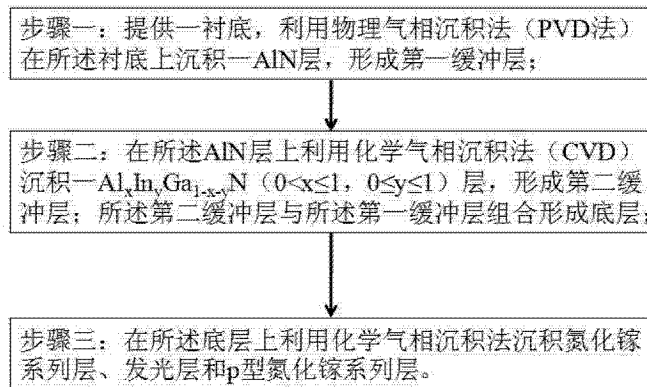 步骤一：提供一衬底，利用物理气相沉积法（PVD法）
在所述衬底上沉积一AlN层，形成第一缓冲层；
步骤二：在所述AlN层上利用化学气相沉积法（CVD）
沉积一AlxInyGa1-x-yN（0<x≤1，0≤y≤1）层，形成第二缓
冲层；所述第二缓冲层与所述第一缓冲层组合形成底层；
步骤三：在所述底层上利用化学气相沉积法沉积氮化镓
系列层、发光层和p型氮化镓系列层。